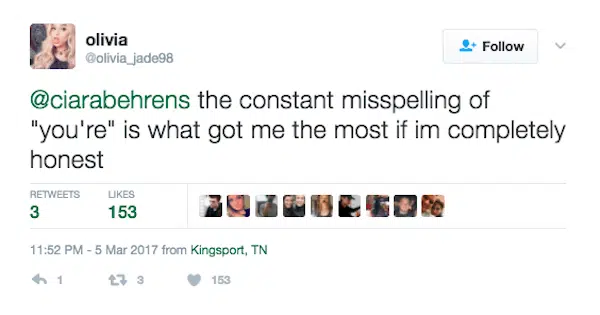 olivia
@olivia_jade98
Follow
@ciarabehrens the constant misspelling of
"you're" is what got me the most if im completely
honest
RETWEETS LIKES
3 153
11:52 PM - 5 Mar 2017 from Kingsport, TN
1 3 153